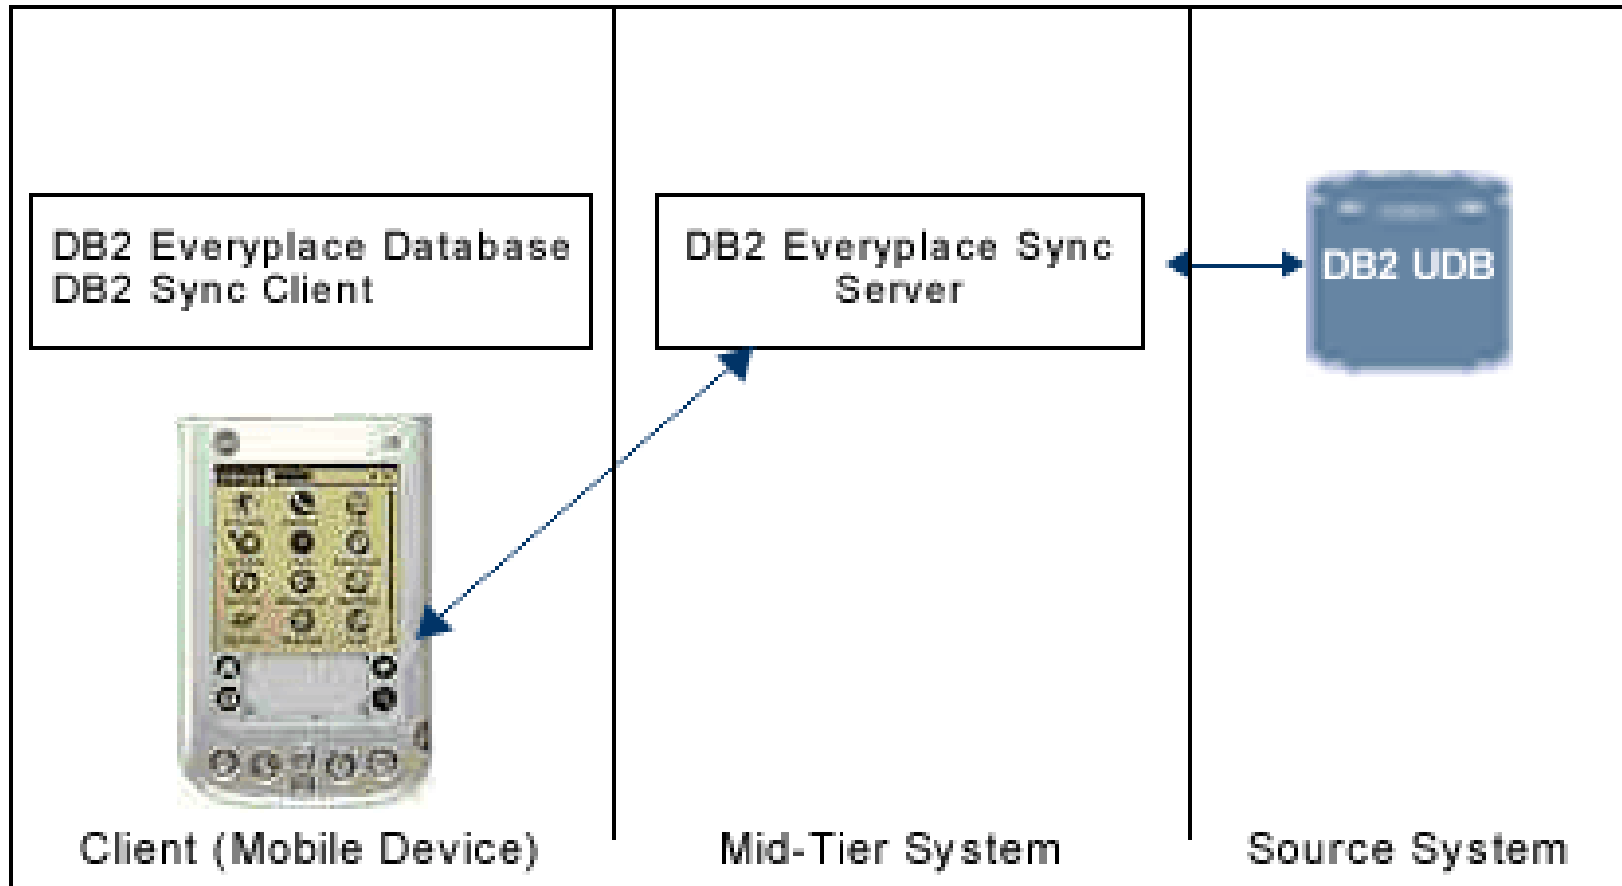 DB2 Everyplace Database
DB2 Sync Client
DB2 Everyplace Sync
Server
DB2 UDB
Client (Mobile Device)
Mid-Tier System
Source System